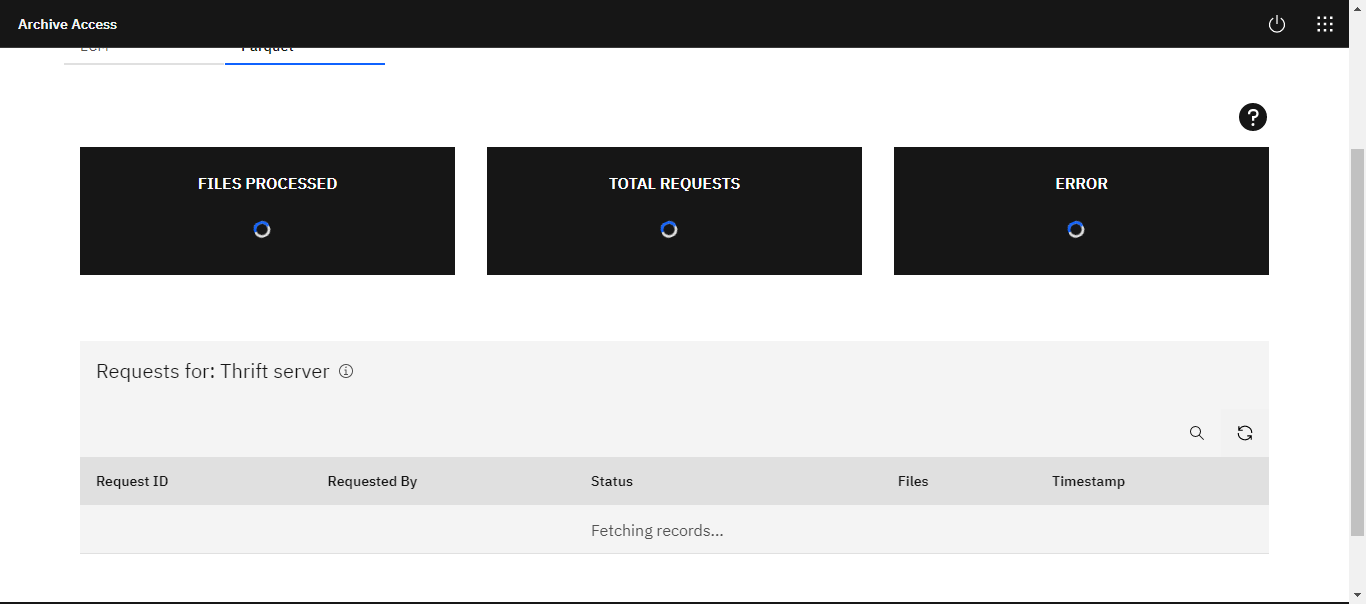 Archive Access
Parquet
?
FILES PROCESSED
TOTAL REQUESTS
ERROR
Requests for: Thrift server
Request ID Requested By Status Files Timestamp
Fetching records...